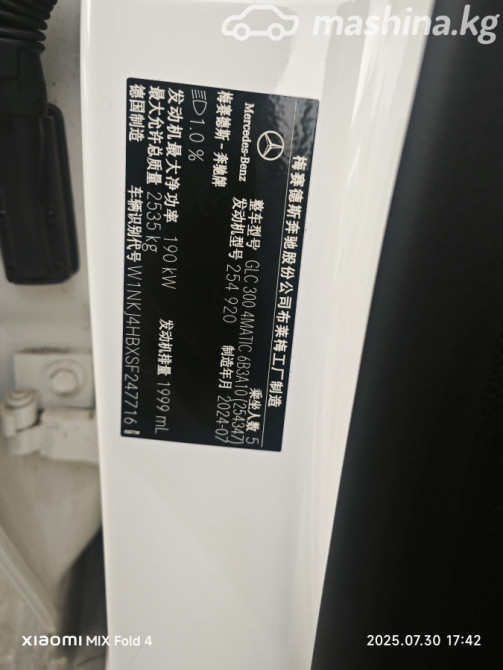 mashina.kg
梅赛德斯奔驰股份公司布莱梅工厂制造
Mercedes-Benz
梅赛德斯-奔驰牌
整车型号 GLC 300 4MATIC 6B3A10(254347)
乘坐人数 5
发动机型号 254 920
制造年月 2024-07
1.0 %
发动机最大净功率 190 kW
发动机排量 1999 mL
最大允许总质量 2535 kg
德国制造
车辆识别代号 W1NKJ4HBXSF247716
XIAOMI MIX Fold 4
2025.07.30 17:42